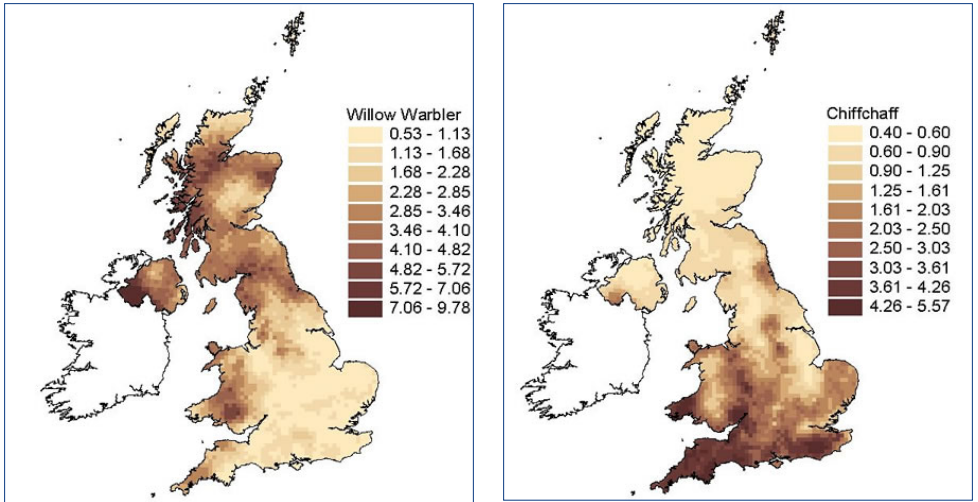 Willow Warbler
0.53 - 1.13
1.13 - 1.68
1.68 - 2.28
2.28 - 2.85
2.85 - 3.46
3.46 - 4.10
4.10 - 4.82
4.82 - 5.72
5.72 - 7.06
7.06 - 9.78
Chiffchaff
0.40 - 0.60
0.60 - 0.90
0.90 - 1.25
1.25 - 1.61
1.61 - 2.03
2.03 - 2.50
2.50 - 3.03
3.03 - 3.61
3.61 - 4.26
4.26 - 5.57